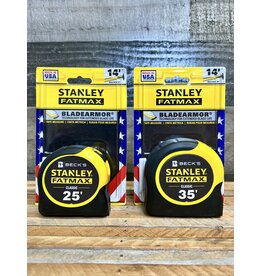 USA
14'
STANLEY
FATMAX
BLADEARMOR
BECK'S
STANLEY
FATMAX
CLASSIC
25'
USA
14'
STANLEY
FATMAX
BLADEARMOR
BECK'S
STANLEY
FATMAX
CLASSIC
35'